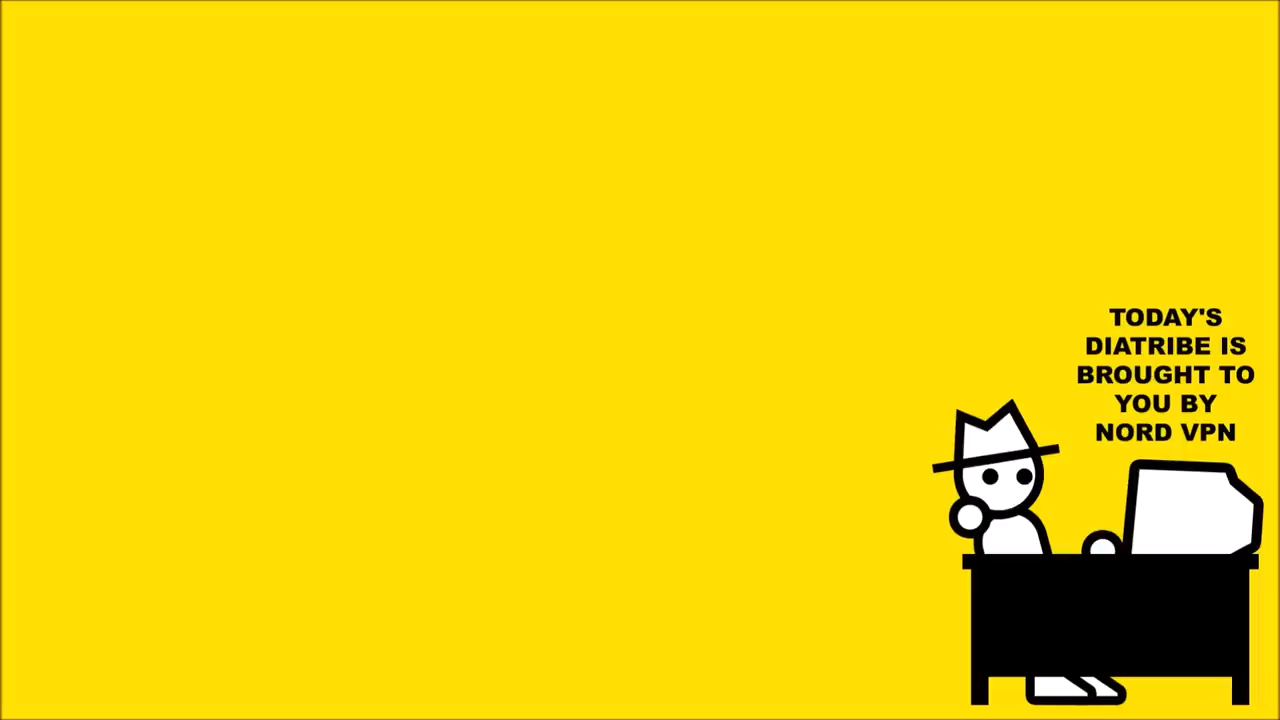 TODAY'S
DIATRIBE IS
BROUGHT TO
YOU BY
NORD VPN